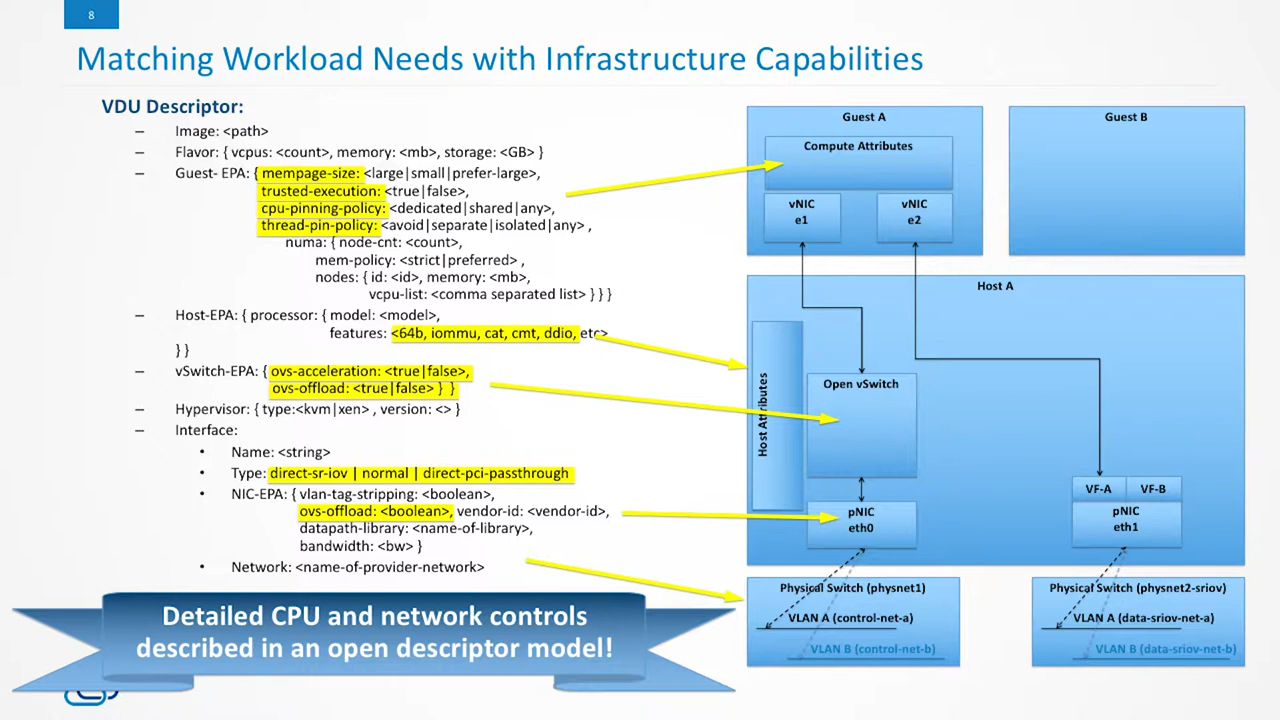 8
Matching Workload Needs with Infrastructure Capabilities
VDU Descriptor:
– Image: <path>
– Flavor: { vcpus: <count>, memory: <mb>, storage: <GB> }
– Guest- EPA: { mempage-size: <large|small|prefer-large>,
trusted-execution: <true|false>,
cpu-pinning-policy: <dedicated|shared|any>,
thread-pin-policy: <avoid|separate|isolated|any> ,
numa: { node-cnt: <count>,
mem-policy: <strict|preferred> ,
nodes: { id: <id>, memory: <mb>,
vcpu-list: <comma separated list> } } }
– Host-EPA: { processor: { model: <model>,
features: <64b, iommu, cat, cmt, ddio, etc>
} }
– vSwitch-EPA: { ovs-acceleration: <true|false>,
ovs-offload: <true|false> } }
– Hypervisor: { type:<kvm|xen> , version: <> }
– Interface:
• Name: <string>
• Type: direct-sr-iov | normal | direct-pci-passthrough
• NIC-EPA: { vlan-tag-stripping: <boolean>,
ovs-offload: <boolean>, vendor-id: <vendor-id>,
datapath-library: <name-of-library>,
bandwidth: <bw> }
• Network: <name-of-provider-network>
Detailed CPU and network controls
described in an open descriptor model!
Guest A
Compute Attributes
vNIC
e1
vNIC
e2
Guest B
Host A
Host Attributes
Open vSwitch
pNIC
eth0
VF-A
VF-B
pNIC
eth1
Physical Switch (physnet1)
VLAN A (control-net-a)
VLAN B (control-net-b)
Physical Switch (physnet2-sriov)
VLAN A (data-sriov-net-a)
VLAN B (data-sriov-net-b)